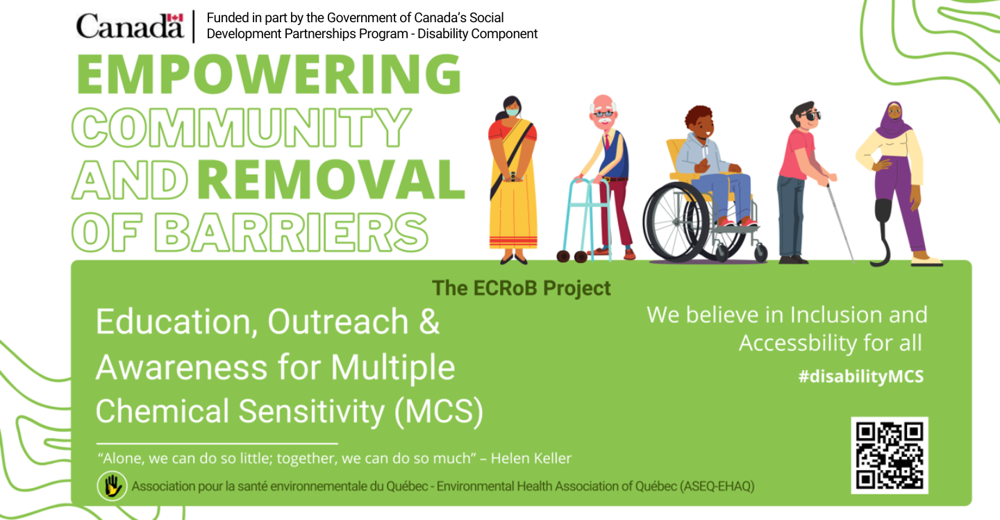 Canada
Funded in part by the Government of Canada's Social
Development Partnerships Program - Disability Component
EMPOWERING
COMMUNITY
AND REMOVAL
OF BARRIERS
The ECRoB Project
Education, Outreach &
Awareness for Multiple
Chemical Sensitivity (MCS)
We believe in Inclusion and
Accessbility for all
#disabilityMCS
“Alone, we can do so little; together, we can do so much” – Helen Keller
Association pour la santé environnementale du Québec - Environmental Health Association of Québec (ASEQ-EHAQ)